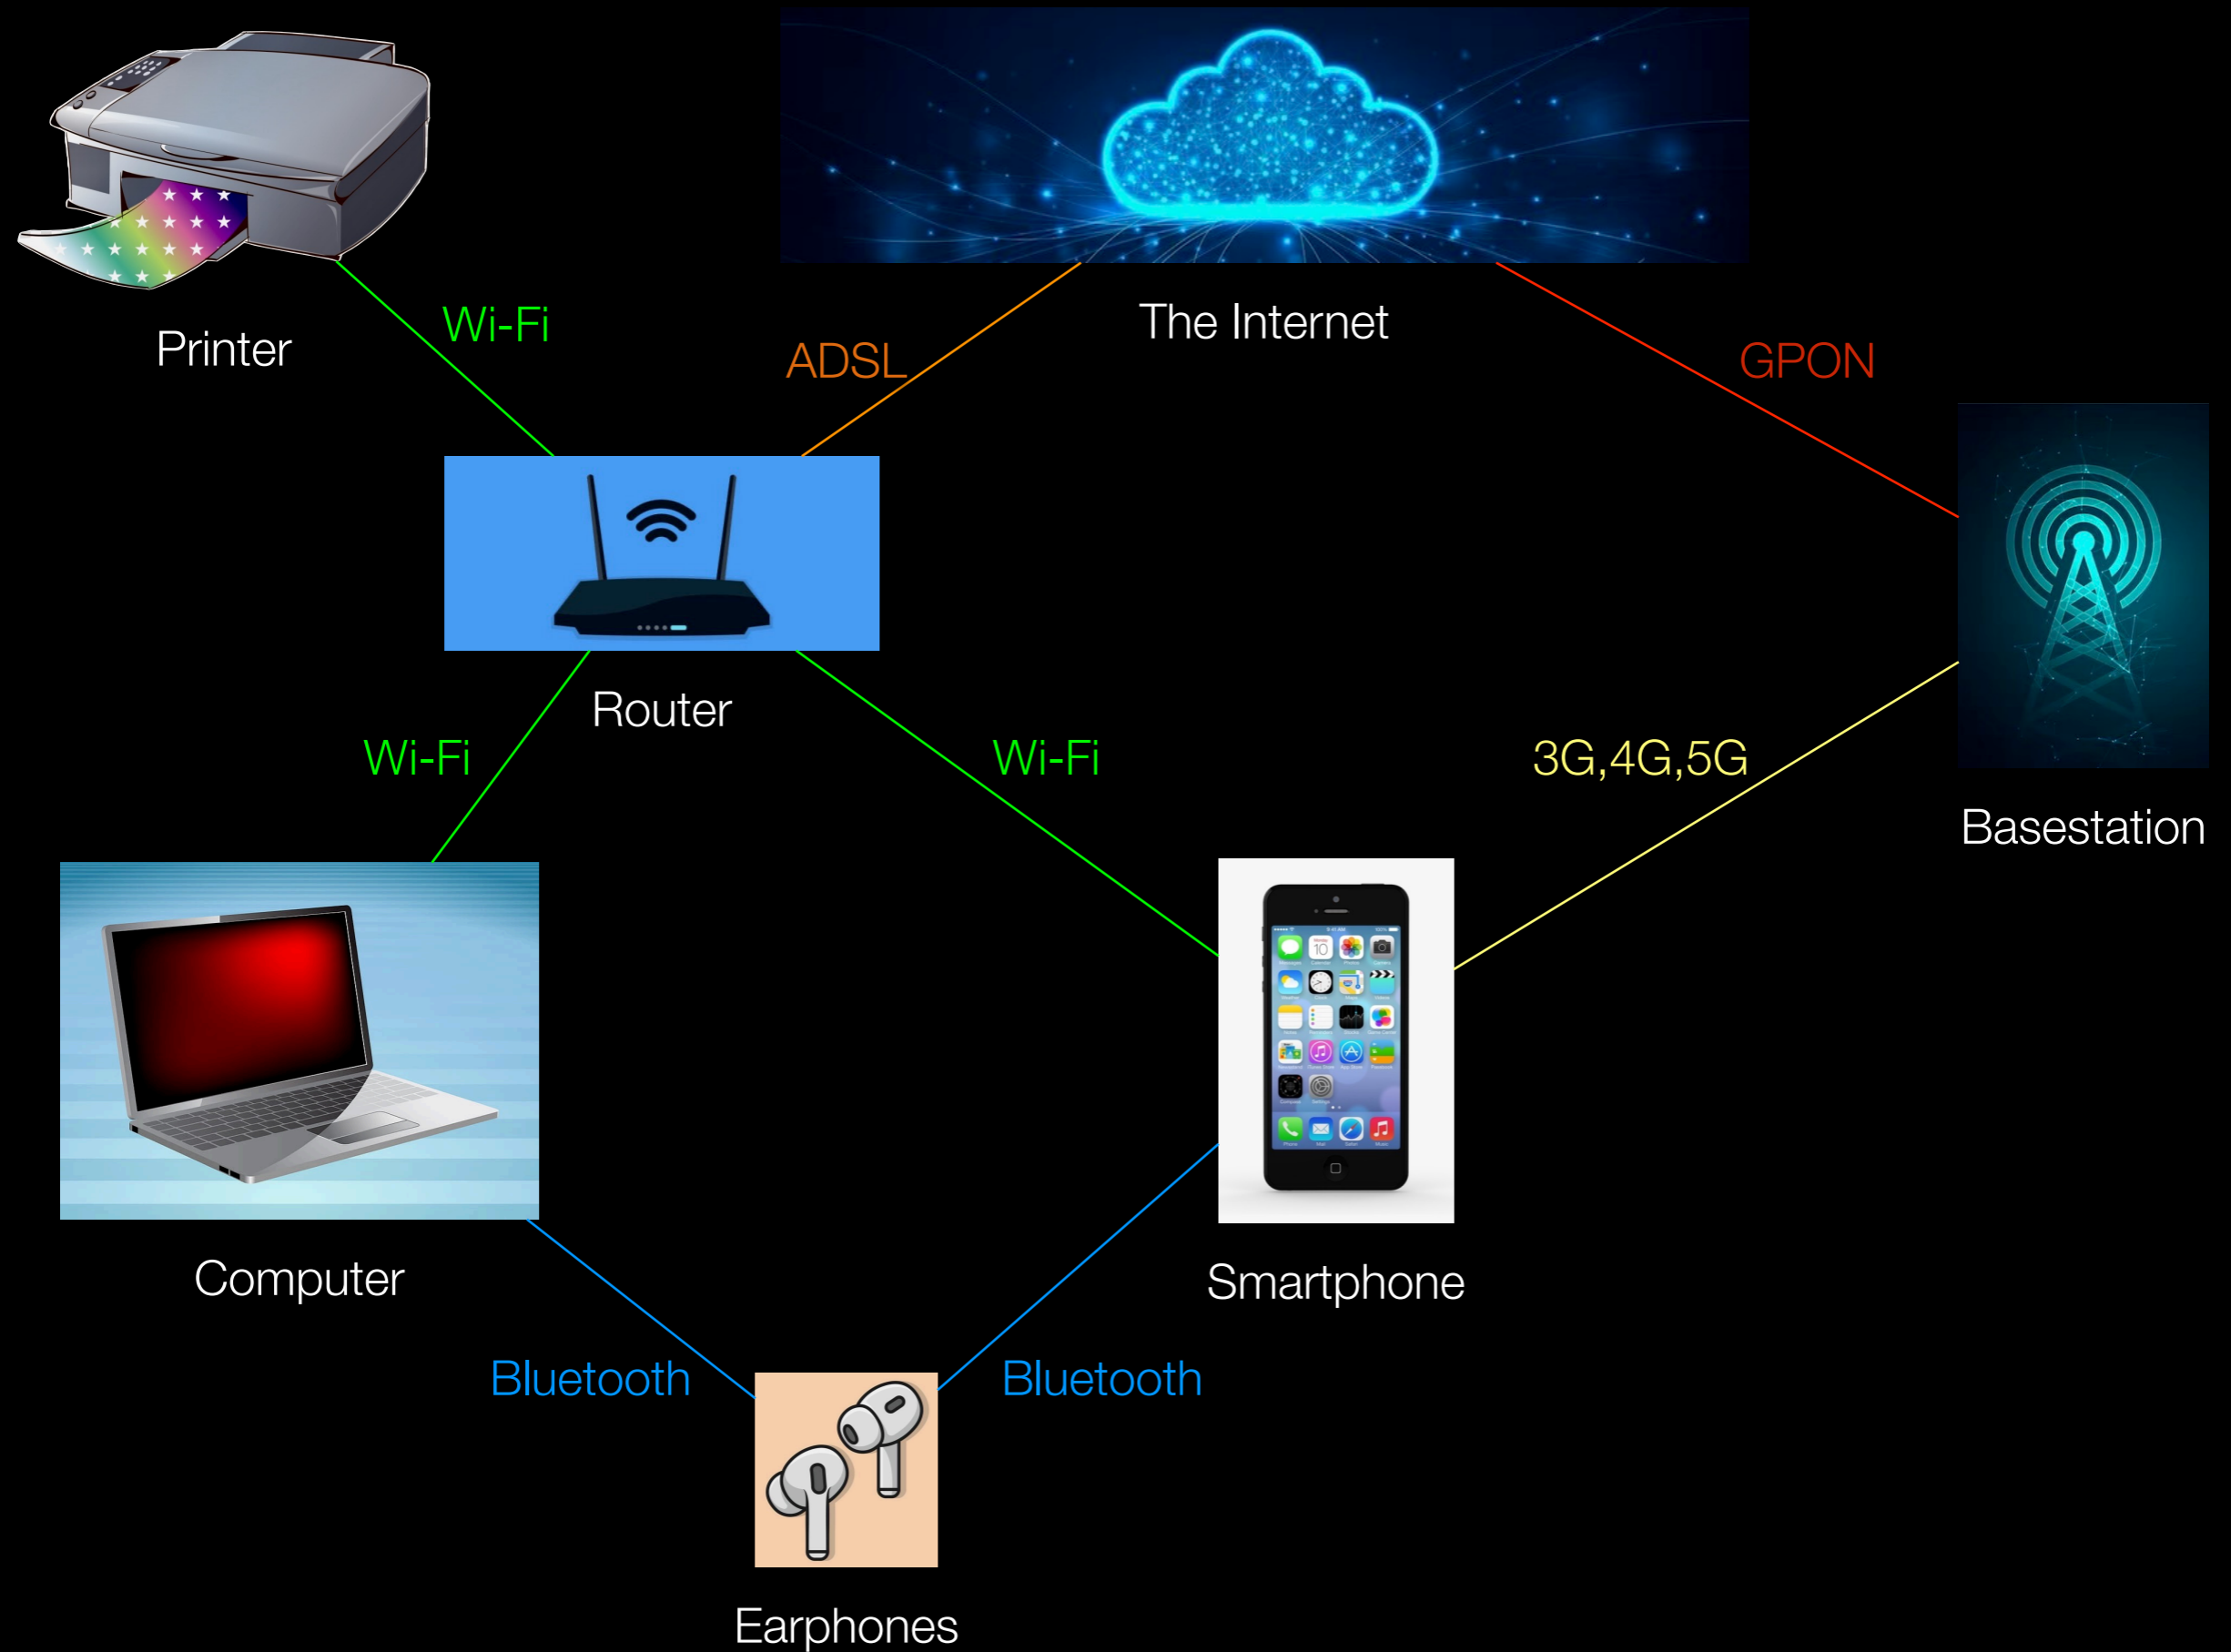 Wi-Fi
The Internet
Printer
ADSL
GPON
Router
Wi-Fi
Wi-Fi
3G,4G,5G
Basestation
Computer
Smartphone
Bluetooth
Bluetooth
Earphones